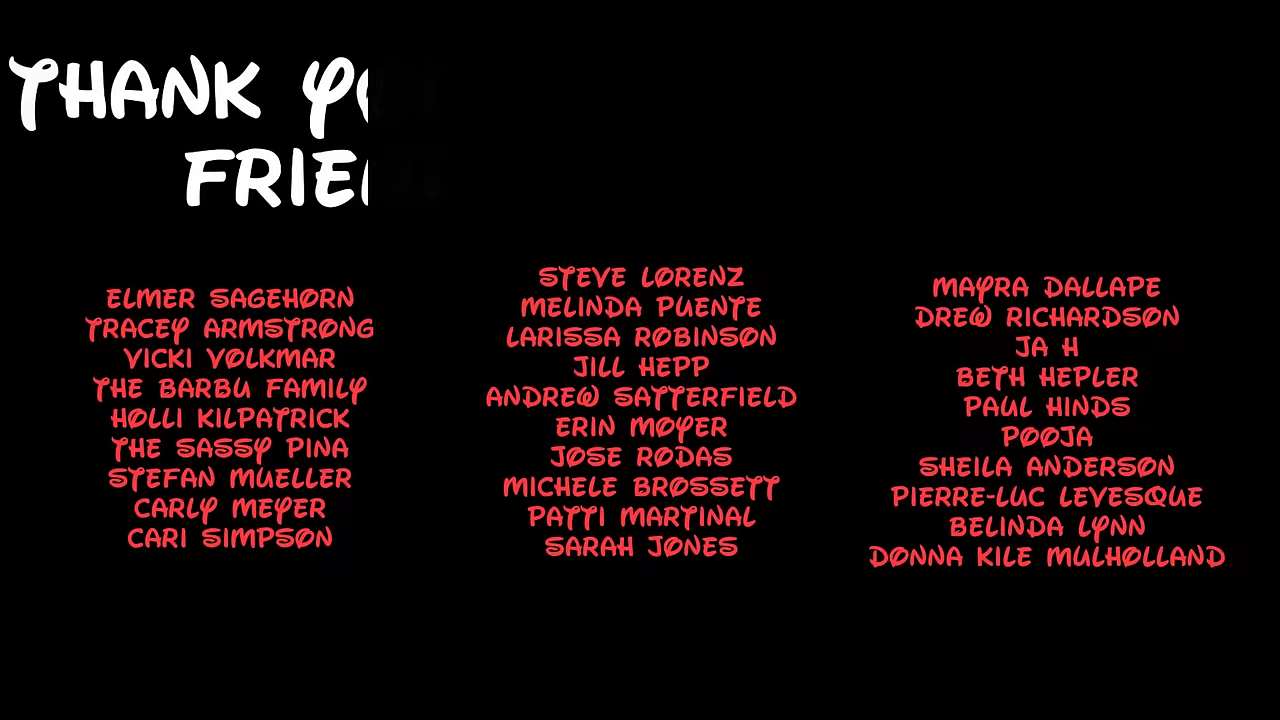 THANK YO
FRIE
ELMER SAGEHORN
TRACEY ARMSTRONG
VICKI VOLKMAR
THE BARBU FAMILY
HOLLI KILPATRICK
THE SASSY PINA
STEFAN MUELLER
CARLY MEYER
CARI SIMPSON
STEVE LORENZ
MELINDA PUENTE
LARISSA ROBINSON
JILL HEPP
ANDREW SATTERFIELD
ERIN MOYER
JOSE RODAS
MICHELE BROSSETT
PATTI MARTINAL
SARAH JONES
MAYRA DALLAPE
DREW RICHARDSON
JA H
BETH HEPLER
PAUL HINDS
POOJA
SHEILA ANDERSON
PIERRE-LUC LEVESQUE
BELINDA LYNN
DONNA KILE MULHOLLAND